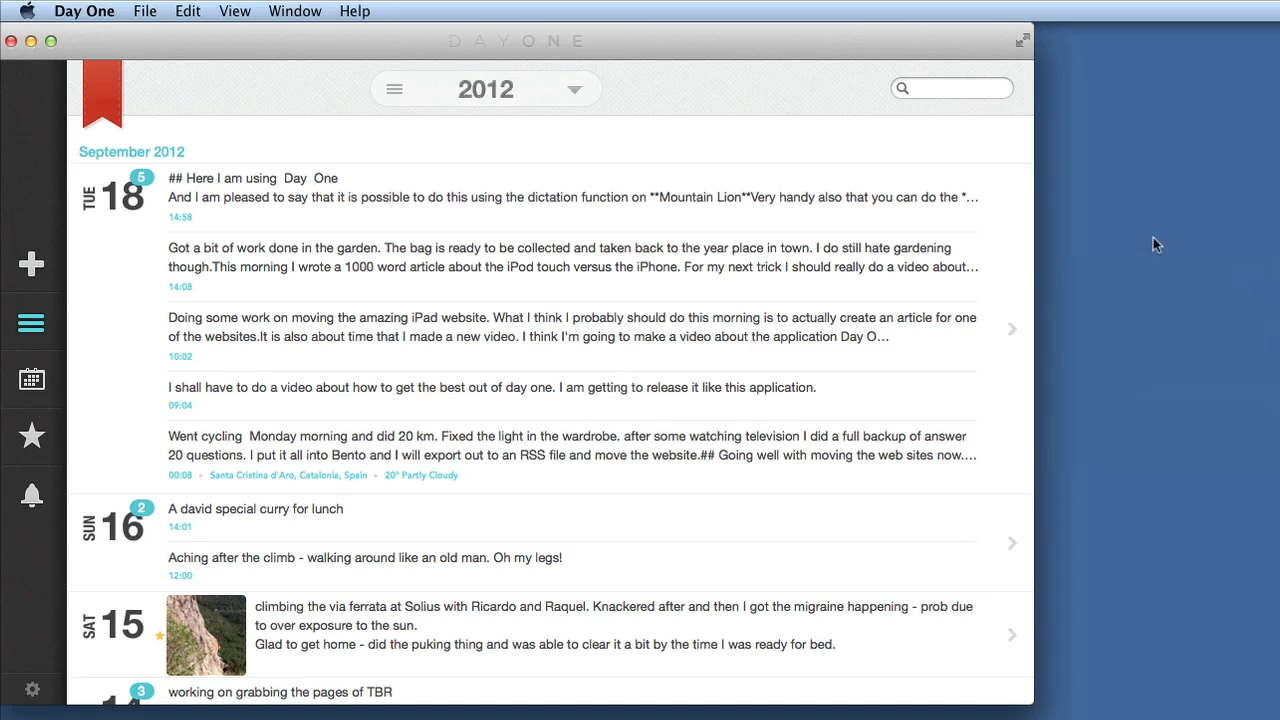 Day One File Edit View Window Help
DAYONE
2012
September 2012
TUE 18 5
## Here I am using Day One
And I am pleased to say that it is possible to do this using the dictation function on **Mountain Lion**Very handy also that you can do the *...
14:58
Got a bit of work done in the garden. The bag is ready to be collected and taken back to the year place in town. I do still hate gardening
though.This morning I wrote a 1000 word article about the iPod touch versus the iPhone. For my next trick I should really do a video about...
14:08
Doing some work on moving the amazing iPad website. What I think I probably should do this morning is to actually create an article for one
of the websites.It is also about time that I made a new video. I think I'm going to make a video about the application Day O...
10:02
I shall have to do a video about how to get the best out of day one. I am getting to release it like this application.
09:04
Went cycling Monday morning and did 20 km. Fixed the light in the wardrobe. after some watching television I did a full backup of answer
20 questions. I put it all into Bento and I will export out to an RSS file and move the website.## Going well with moving the web sites now....
00:08 • Santa Cristina d'Aro, Catalonia, Spain • 20° Partly Cloudy
SUN 16 2
A david special curry for lunch
14:01
Aching after the climb - walking around like an old man. Oh my legs!
12:00
SAT 15
climbing the via ferrata at Solius with Ricardo and Raquel. Knackered after and then I got the migraine happening - prob due
to over exposure to the sun.
Glad to get home - did the puking thing and was able to clear it a bit by the time I was ready for bed.
14 3
working on grabbing the pages of TBR